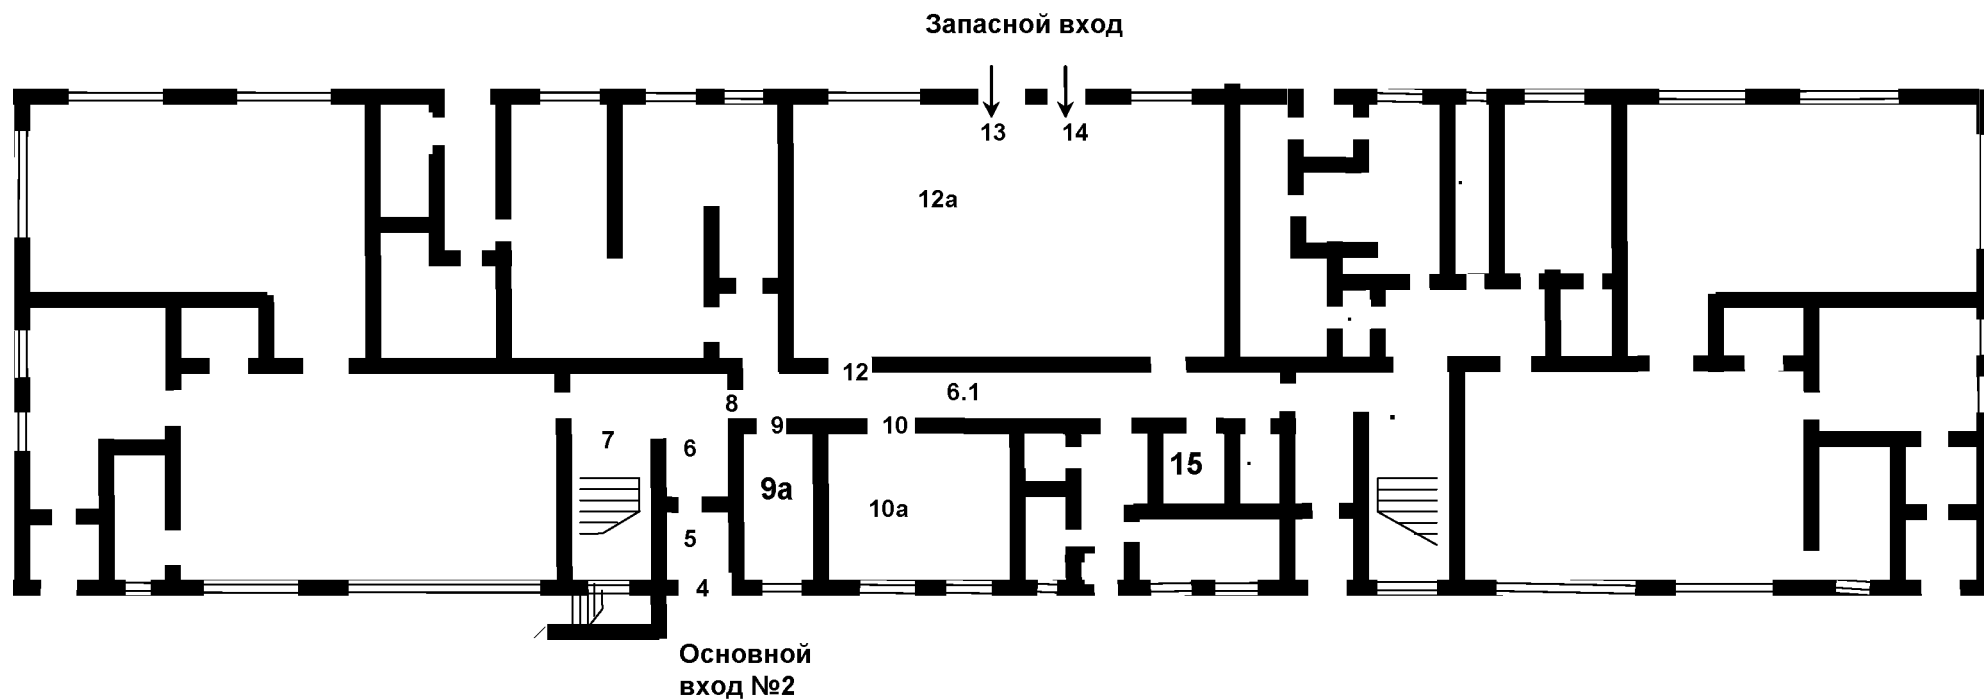 Запасной вход
13
14
12а
12
6.1
8
9
10
7
6
9а
15
10а
5
4
Основной
вход №2